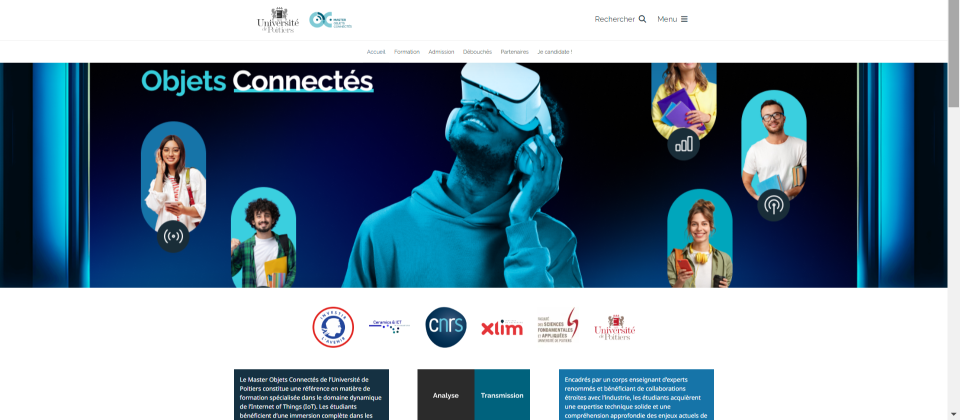 Université
de Poitiers
MASTER
OBJETS
CONNECTÉS
Rechercher
Menu
Accueil
Formation
Admission
Débouchés
Partenaires
Je candidate !
Objets Connectés
INVESTIR
L'AVENIR
Ceramics & ICT
cnrs
xlim
FACULTÉ
DES SCIENCES
FONDAMENTALES
ET APPLIQUÉES
UNIVERSITÉ DE POITIERS
Université
de Poitiers
Le Master Objets Connectés de l'Université de
Poitiers constitue une référence en matière de
formation spécialisée dans le domaine dynamique
de l'Internet of Things (IoT). Les étudiants
bénéficient d'une immersion complète dans les
Analyse
Transmission
Encadrés par un corps enseignant d'experts
renommés et bénéficiant de collaborations
étroites avec l'industrie, les étudiants acquièrent
une expertise technique solide et une
compréhension approfondie des enjeux actuels de